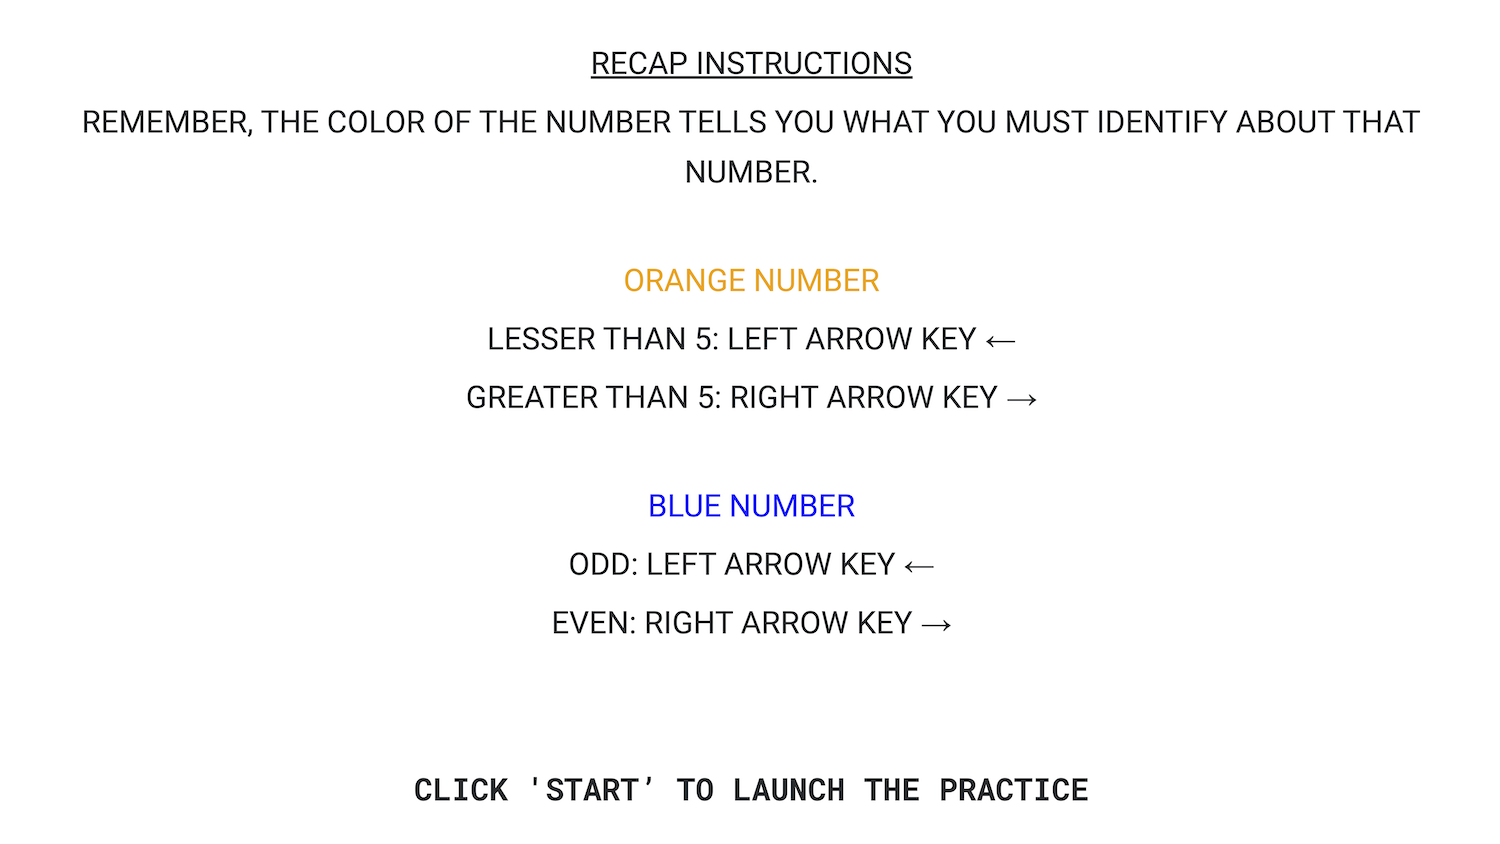 RECAP INSTRUCTIONS
REMEMBER, THE COLOR OF THE NUMBER TELLS YOU WHAT YOU MUST IDENTIFY ABOUT THAT
NUMBER.
ORANGE NUMBER
LESSER THAN 5: LEFT ARROW KEY ←
GREATER THAN 5: RIGHT ARROW KEY →
BLUE NUMBER
ODD: LEFT ARROW KEY ←
EVEN: RIGHT ARROW KEY →
CLICK 'START’ TO LAUNCH THE PRACTICE